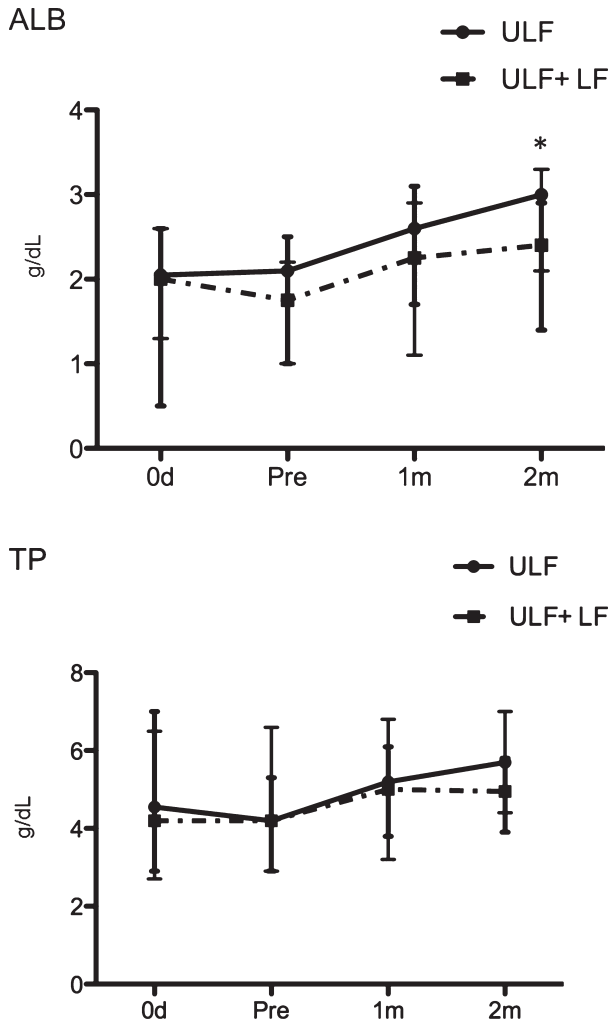 ALB
ULF
ULF+ LF
4
*
3
g/dL
2
1
0
0d Pre 1m 2m
TP
ULF
ULF+ LF
8
6
g/dL
4
2
0
0d Pre 1m 2m